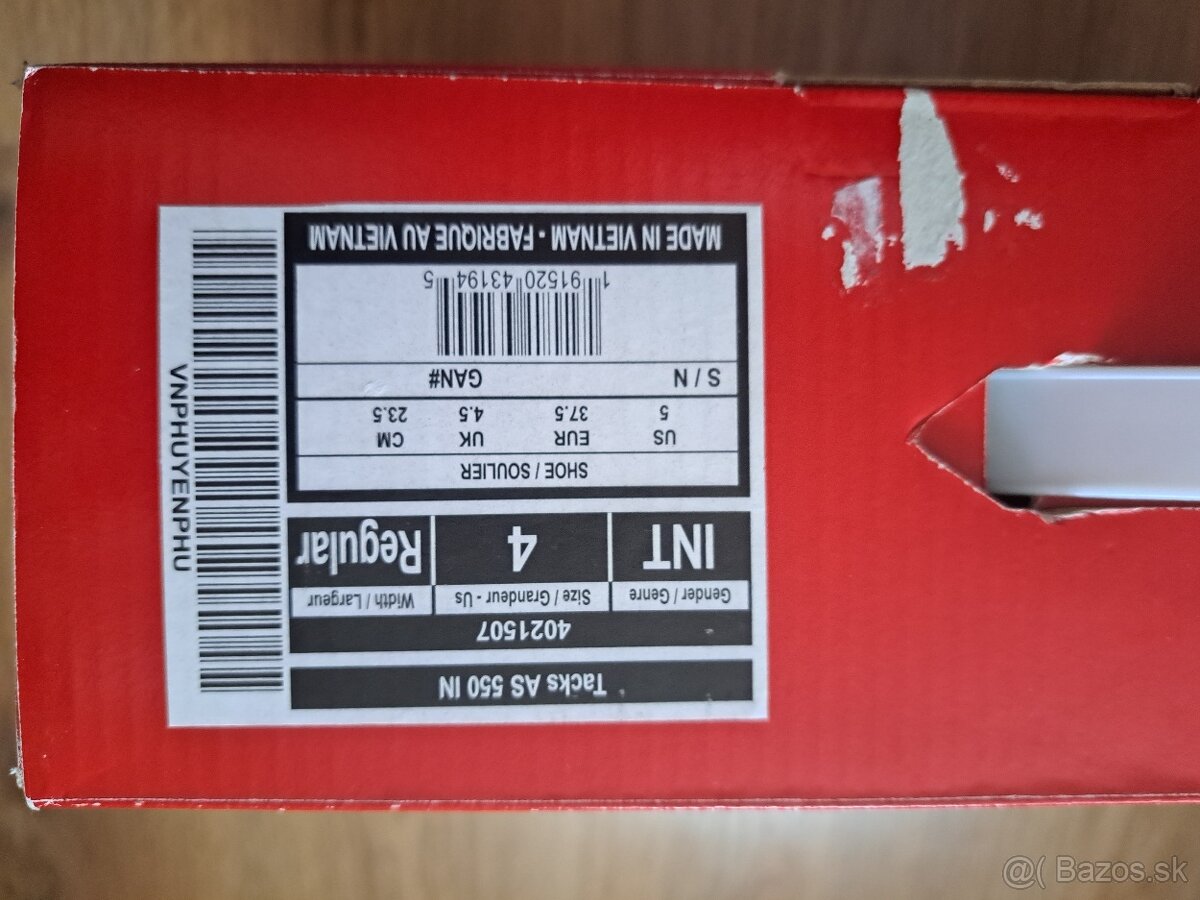 Tacks AS 550 IN
4021507
Gender / Genre Size / Grandeur - Us Width / Largeur
INT 4 Regular
SHOE / SOULIER
US EUR UK CM
5 37.5 4.5 23.5
S / N GAN#
1 91520 43194 5
MADE IN VIETNAM - FABRIQUE AU VIETNAM
VNPHUYENPHU
@( Bazos.sk